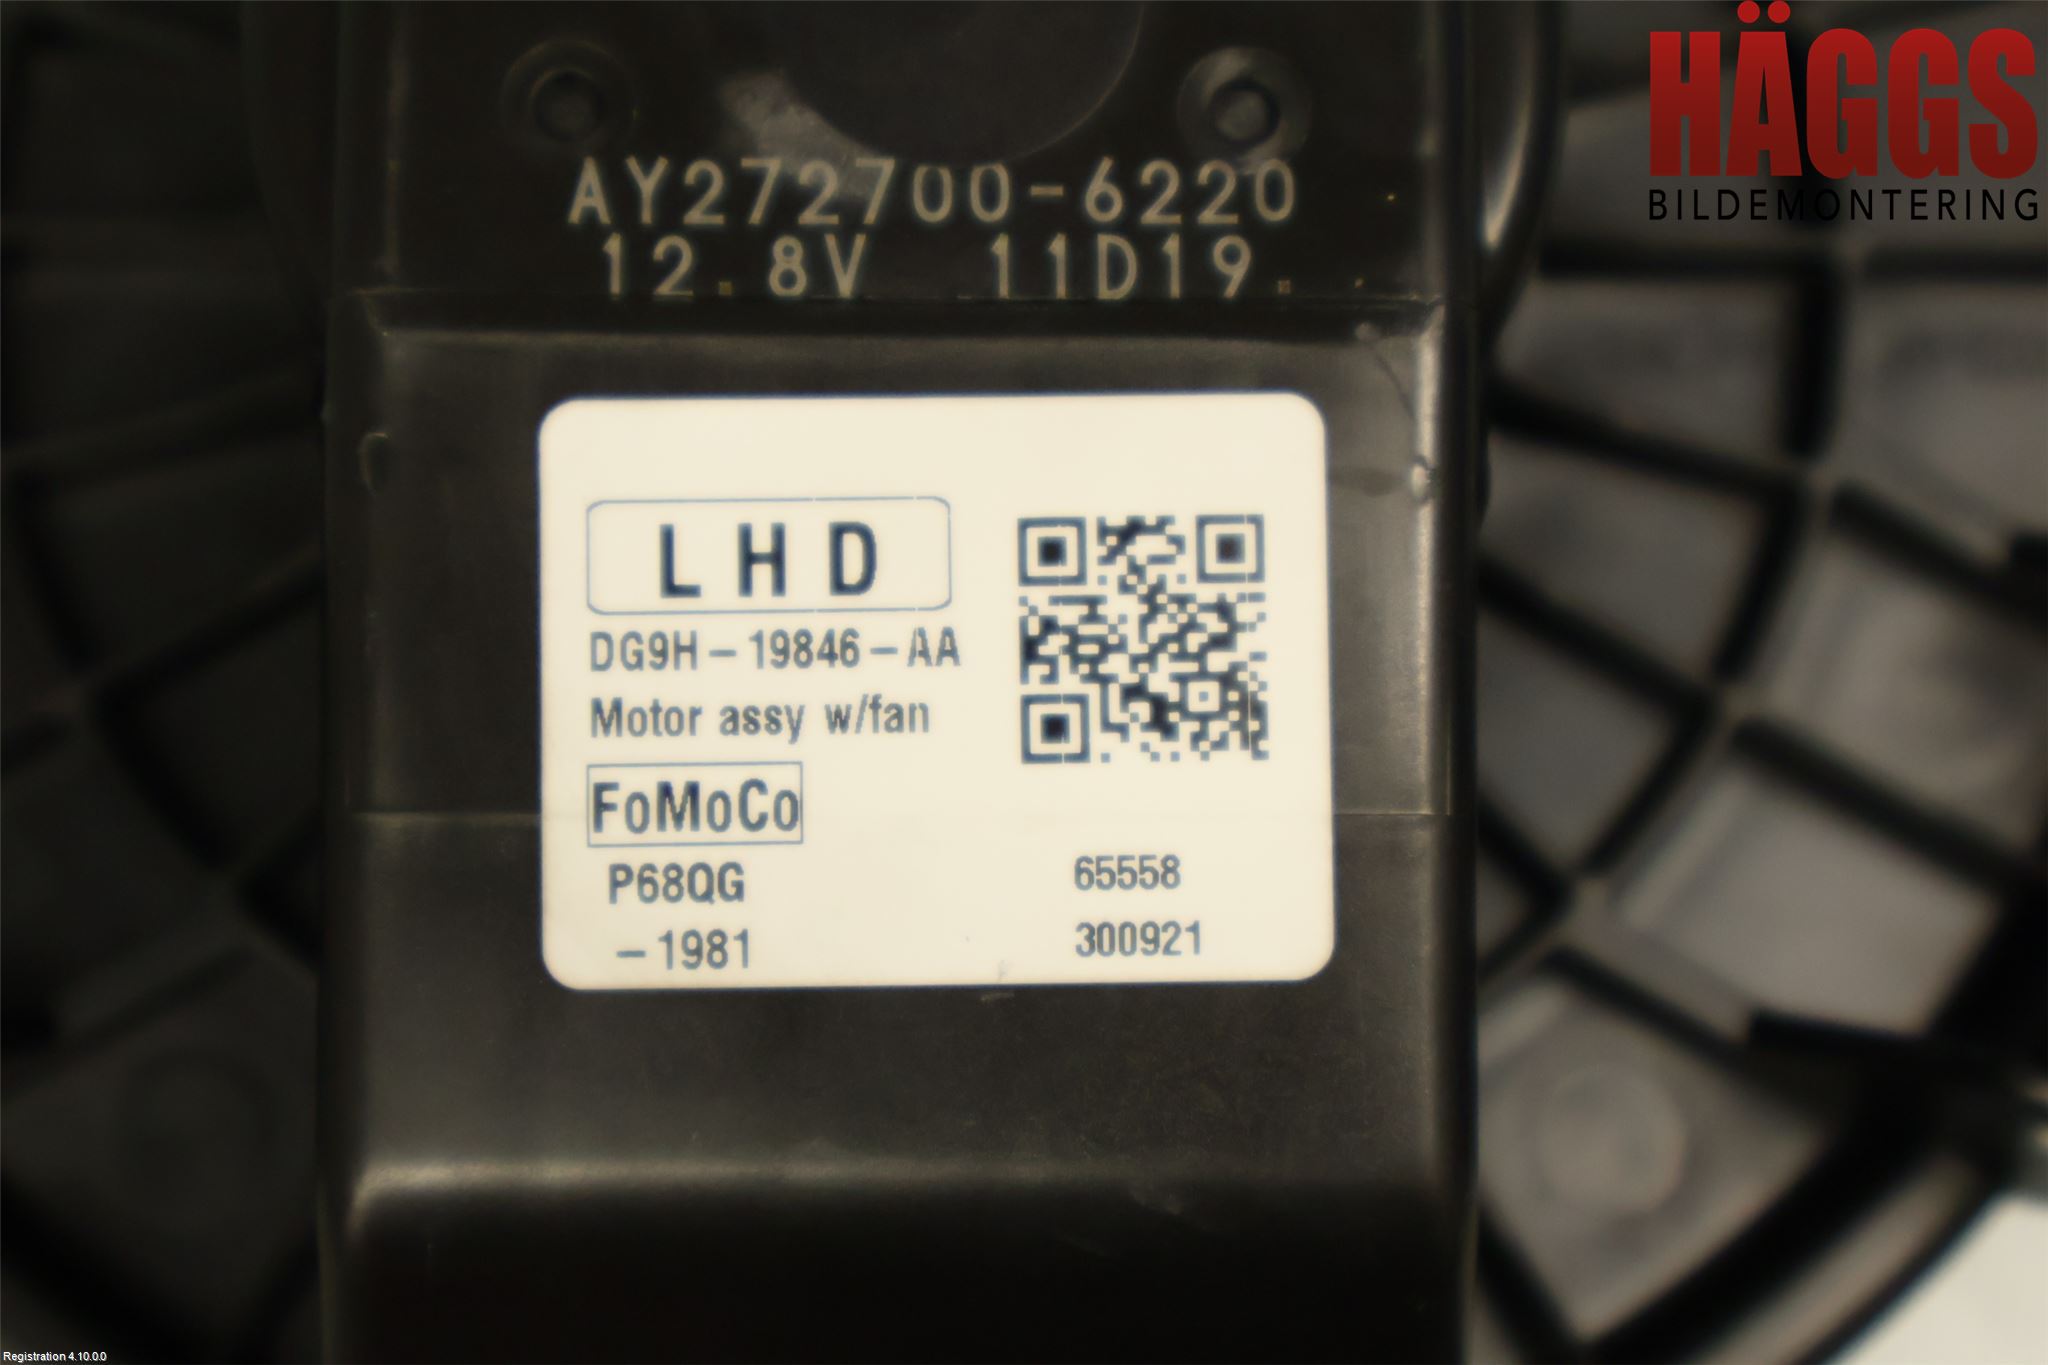 HÄGGS
BILDEMONTERING
AY272700-6220
12.8V 11D19.
LHD
DG9H-19846-AA
Motor assy w/fan
FoMoCo
P68QG 65558
-1981 300921
Registration 4.10.0.0